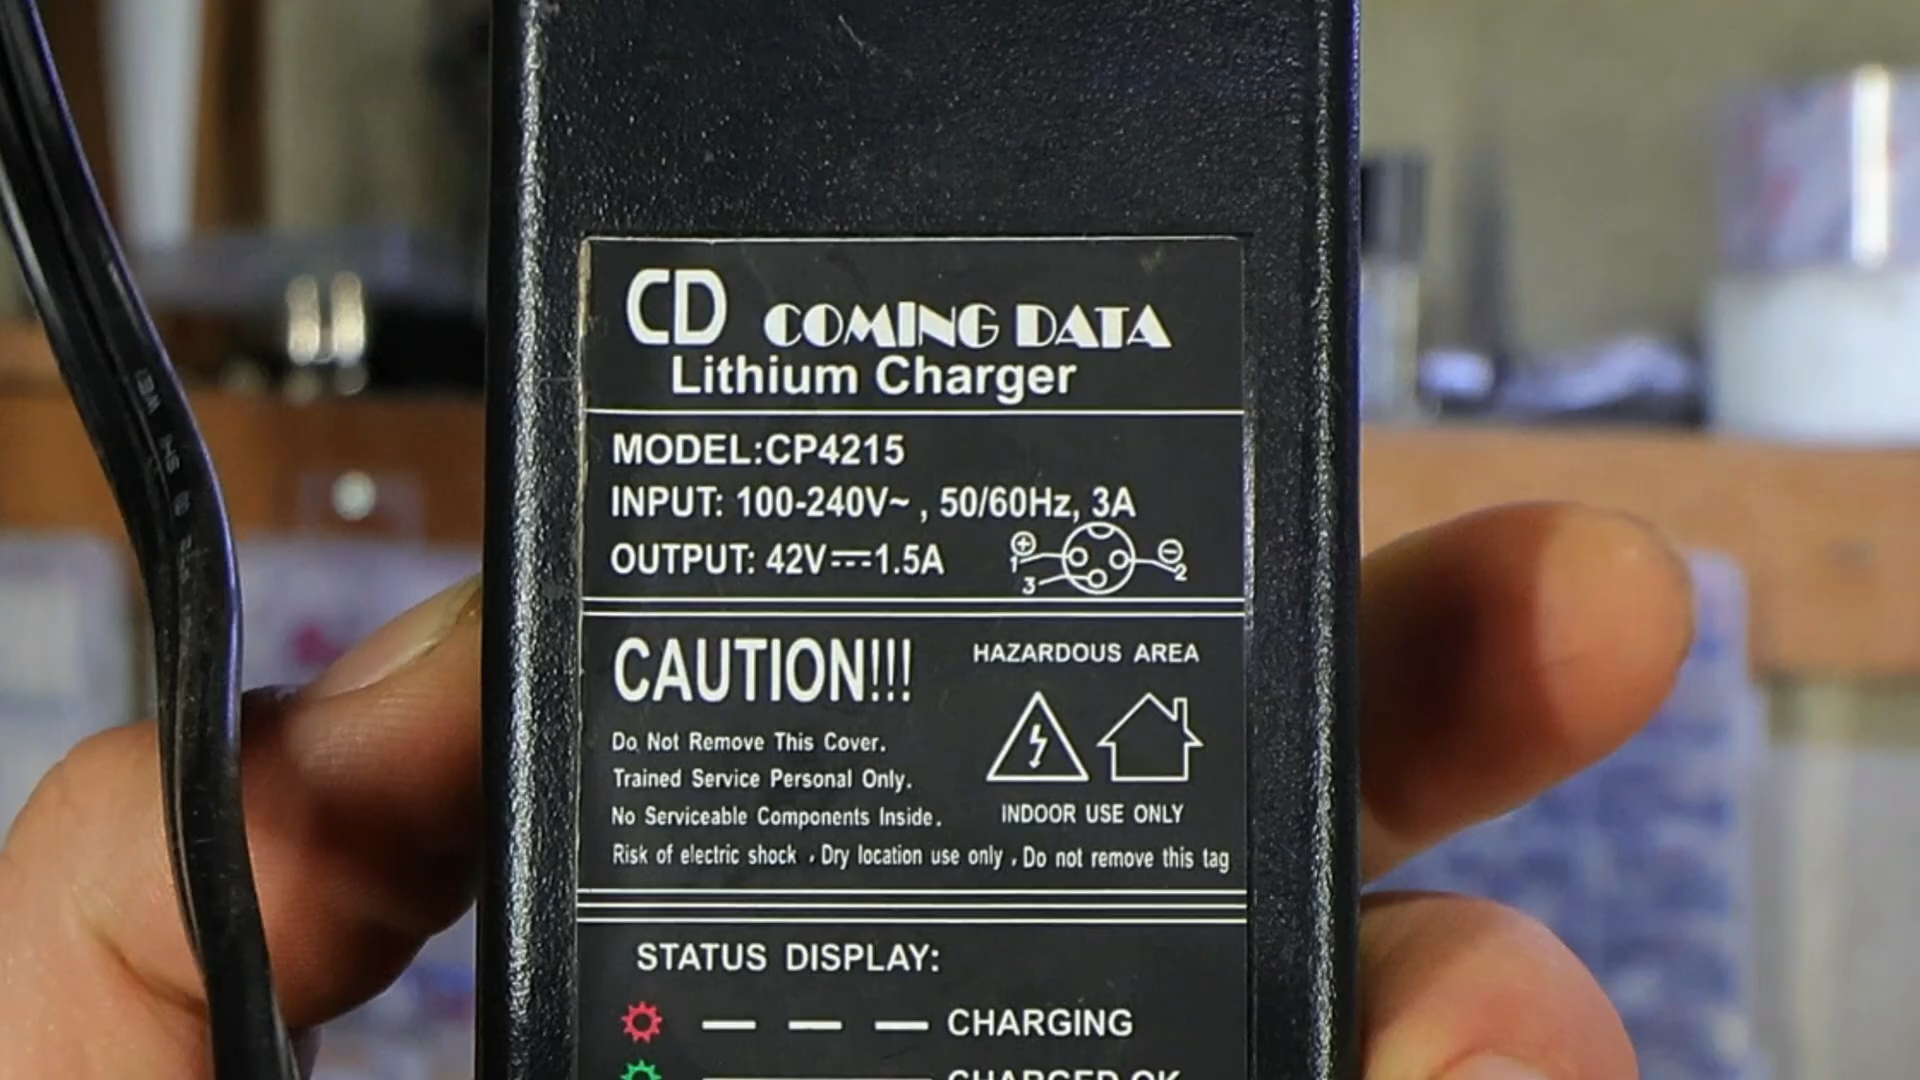 CD COMING DATA
Lithium Charger
MODEL:CP4215
INPUT: 100-240V~ , 50/60Hz, 3A
OUTPUT: 42V⎓1.5A
+ 1 3 - 2
CAUTION!!!
HAZARDOUS AREA
Do Not Remove This Cover.
Trained Service Personal Only.
No Serviceable Components Inside.
INDOOR USE ONLY
Risk of electric shock , Dry location use only , Do not remove this tag
STATUS DISPLAY:
CHARGING
CHARGED OK